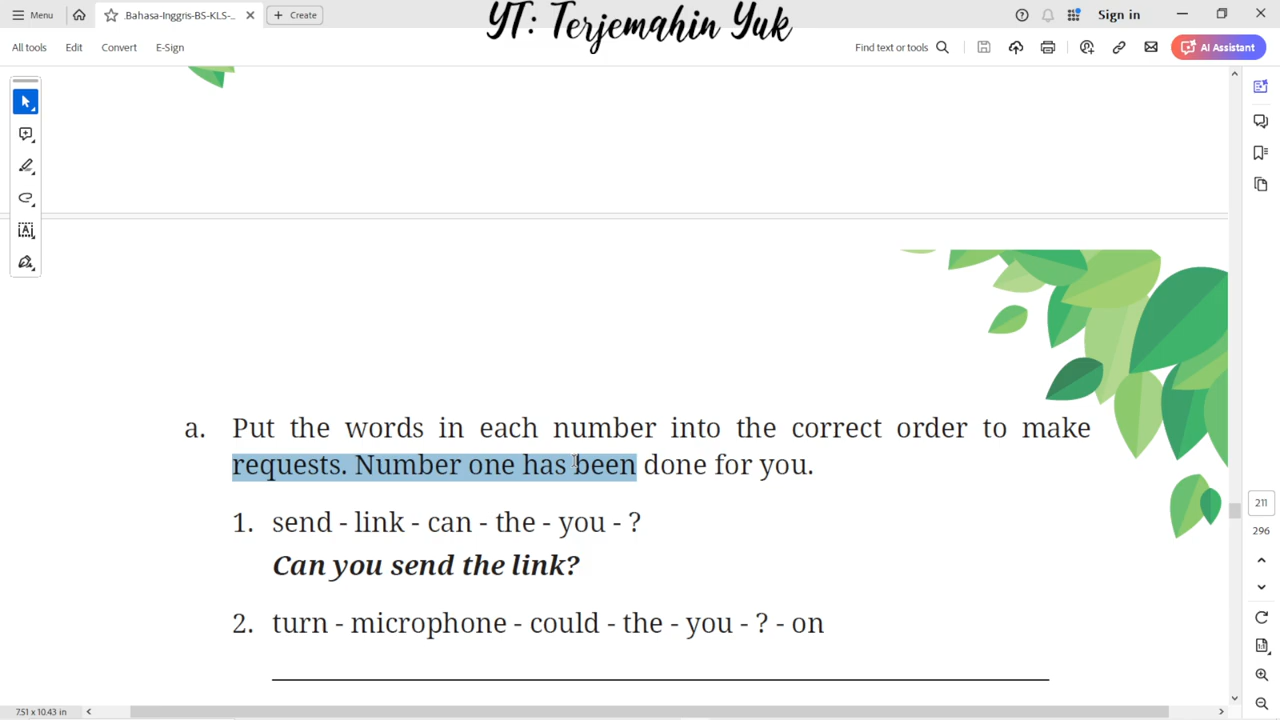 Menu
.Bahasa-Inggris-BS-KLS-...
Create
YT: Terjemahin Yuk
Sign in
All tools
Edit
Convert
E-Sign
Find text or tools
AI Assistant
a. Put the words in each number into the correct order to make
requests. Number one has been done for you.
1. send - link - can - the - you - ?
Can you send the link?
2. turn - microphone - could - the - you - ? - on
211
296
7.51 x 10.43 in